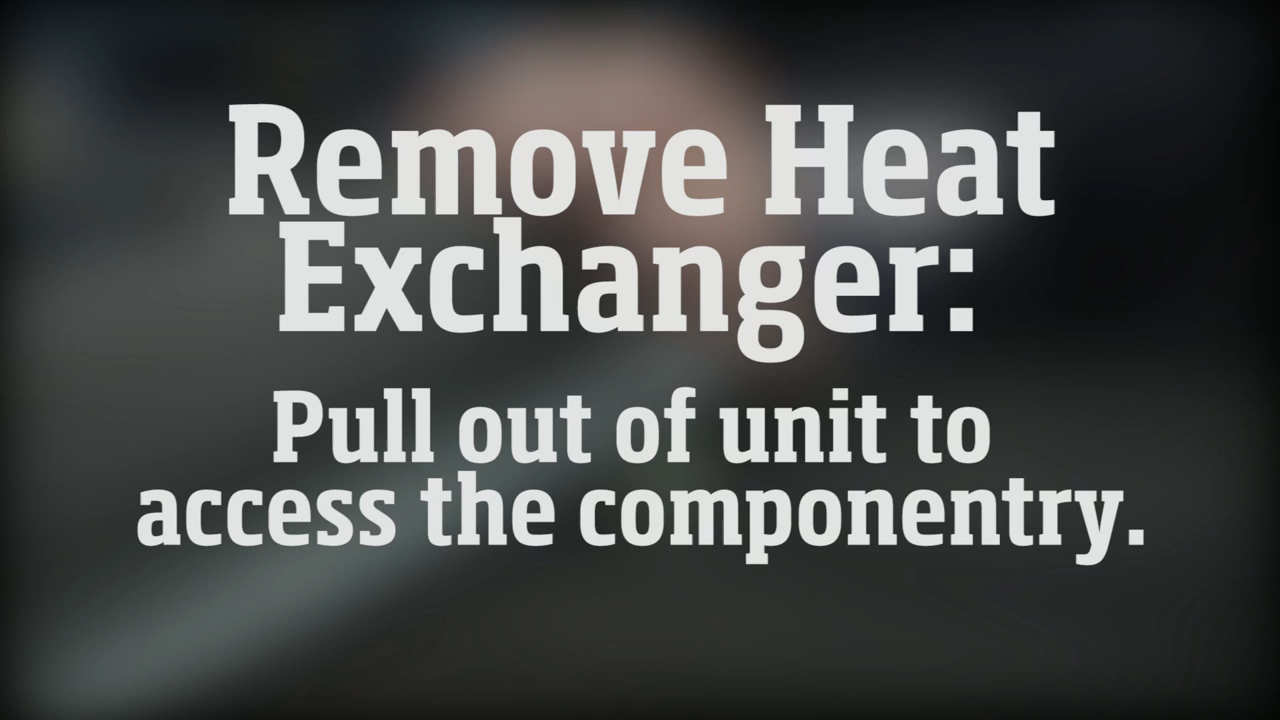 Remove Heat
Exchanger:
Pull out of unit to
access the componentry.